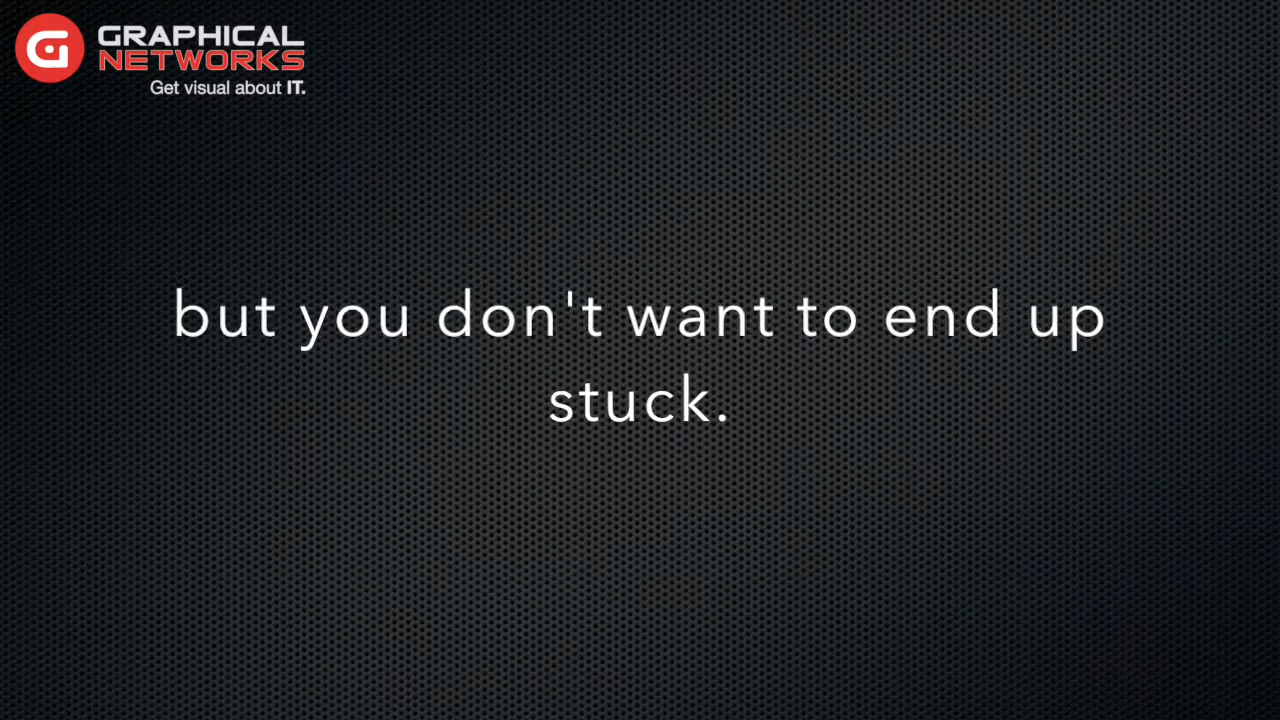 GRAPHICAL
NETWORKS
Get visual about IT.
but you don't want to end up
stuck.